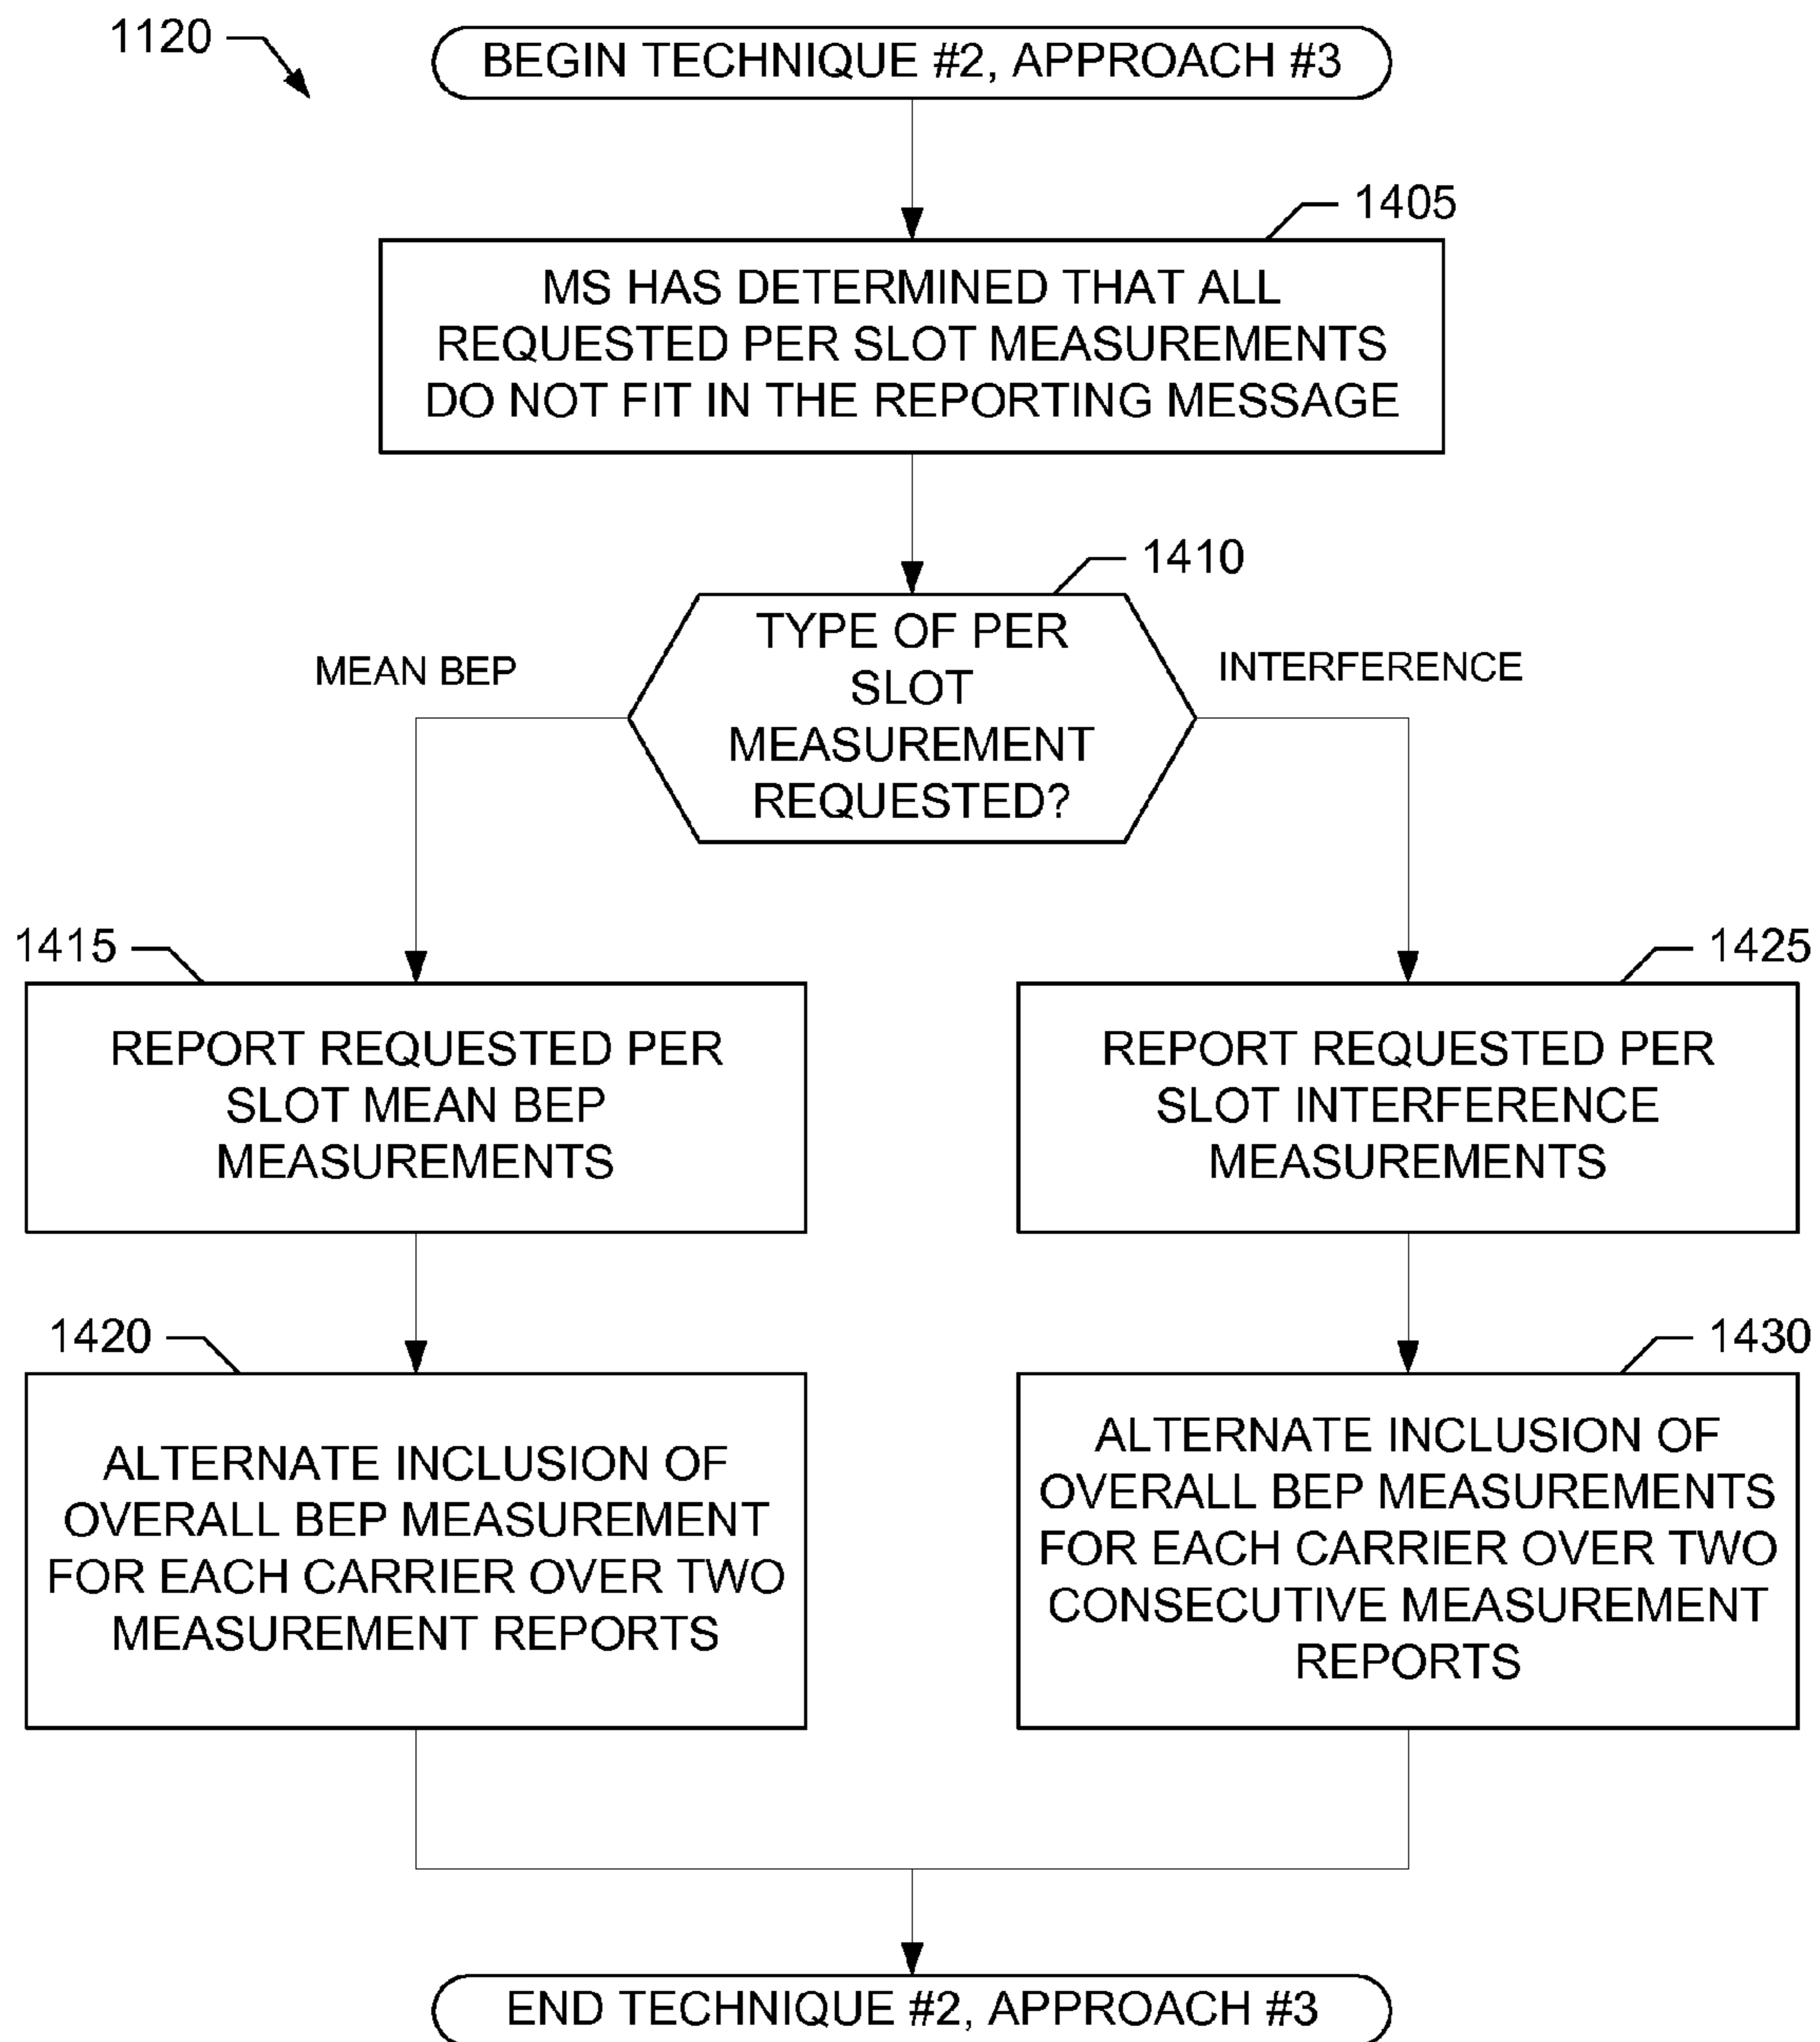 1120
BEGIN TECHNIQUE #2, APPROACH #3
1405
MS HAS DETERMINED THAT ALL
REQUESTED PER SLOT MEASUREMENTS
DO NOT FIT IN THE REPORTING MESSAGE
1410
TYPE OF PER
SLOT
MEASUREMENT
REQUESTED?
MEAN BEP
INTERFERENCE
1415
REPORT REQUESTED PER
SLOT MEAN BEP
MEASUREMENTS
1425
REPORT REQUESTED PER
SLOT INTERFERENCE
MEASUREMENTS
1420
ALTERNATE INCLUSION OF
OVERALL BEP MEASUREMENT
FOR EACH CARRIER OVER TWO
MEASUREMENT REPORTS
1430
ALTERNATE INCLUSION OF
OVERALL BEP MEASUREMENTS
FOR EACH CARRIER OVER TWO
CONSECUTIVE MEASUREMENT
REPORTS
END TECHNIQUE #2, APPROACH #3